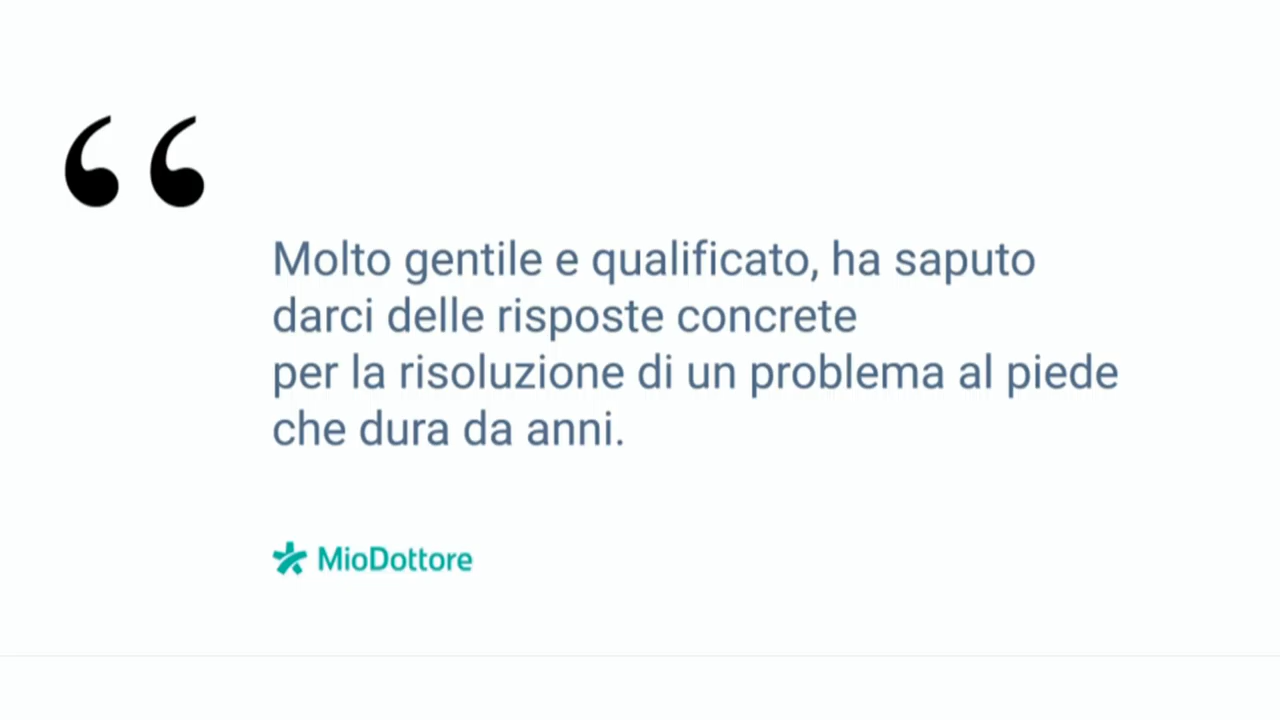 “
Molto gentile e qualificato, ha saputo
darci delle risposte concrete
per la risoluzione di un problema al piede
che dura da anni.
MioDottore